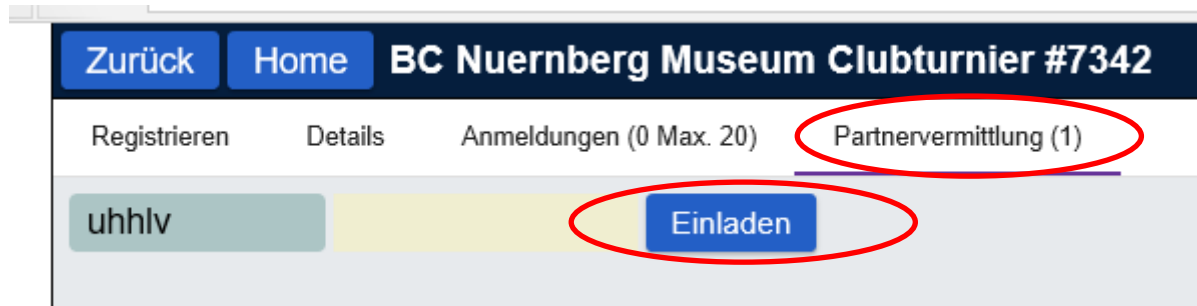 Zurück Home BC Nuernberg Museum Clubturnier #7342
Registrieren Details Anmeldungen (0 Max. 20) Partnervermittlung (1)
uhhlv Einladen